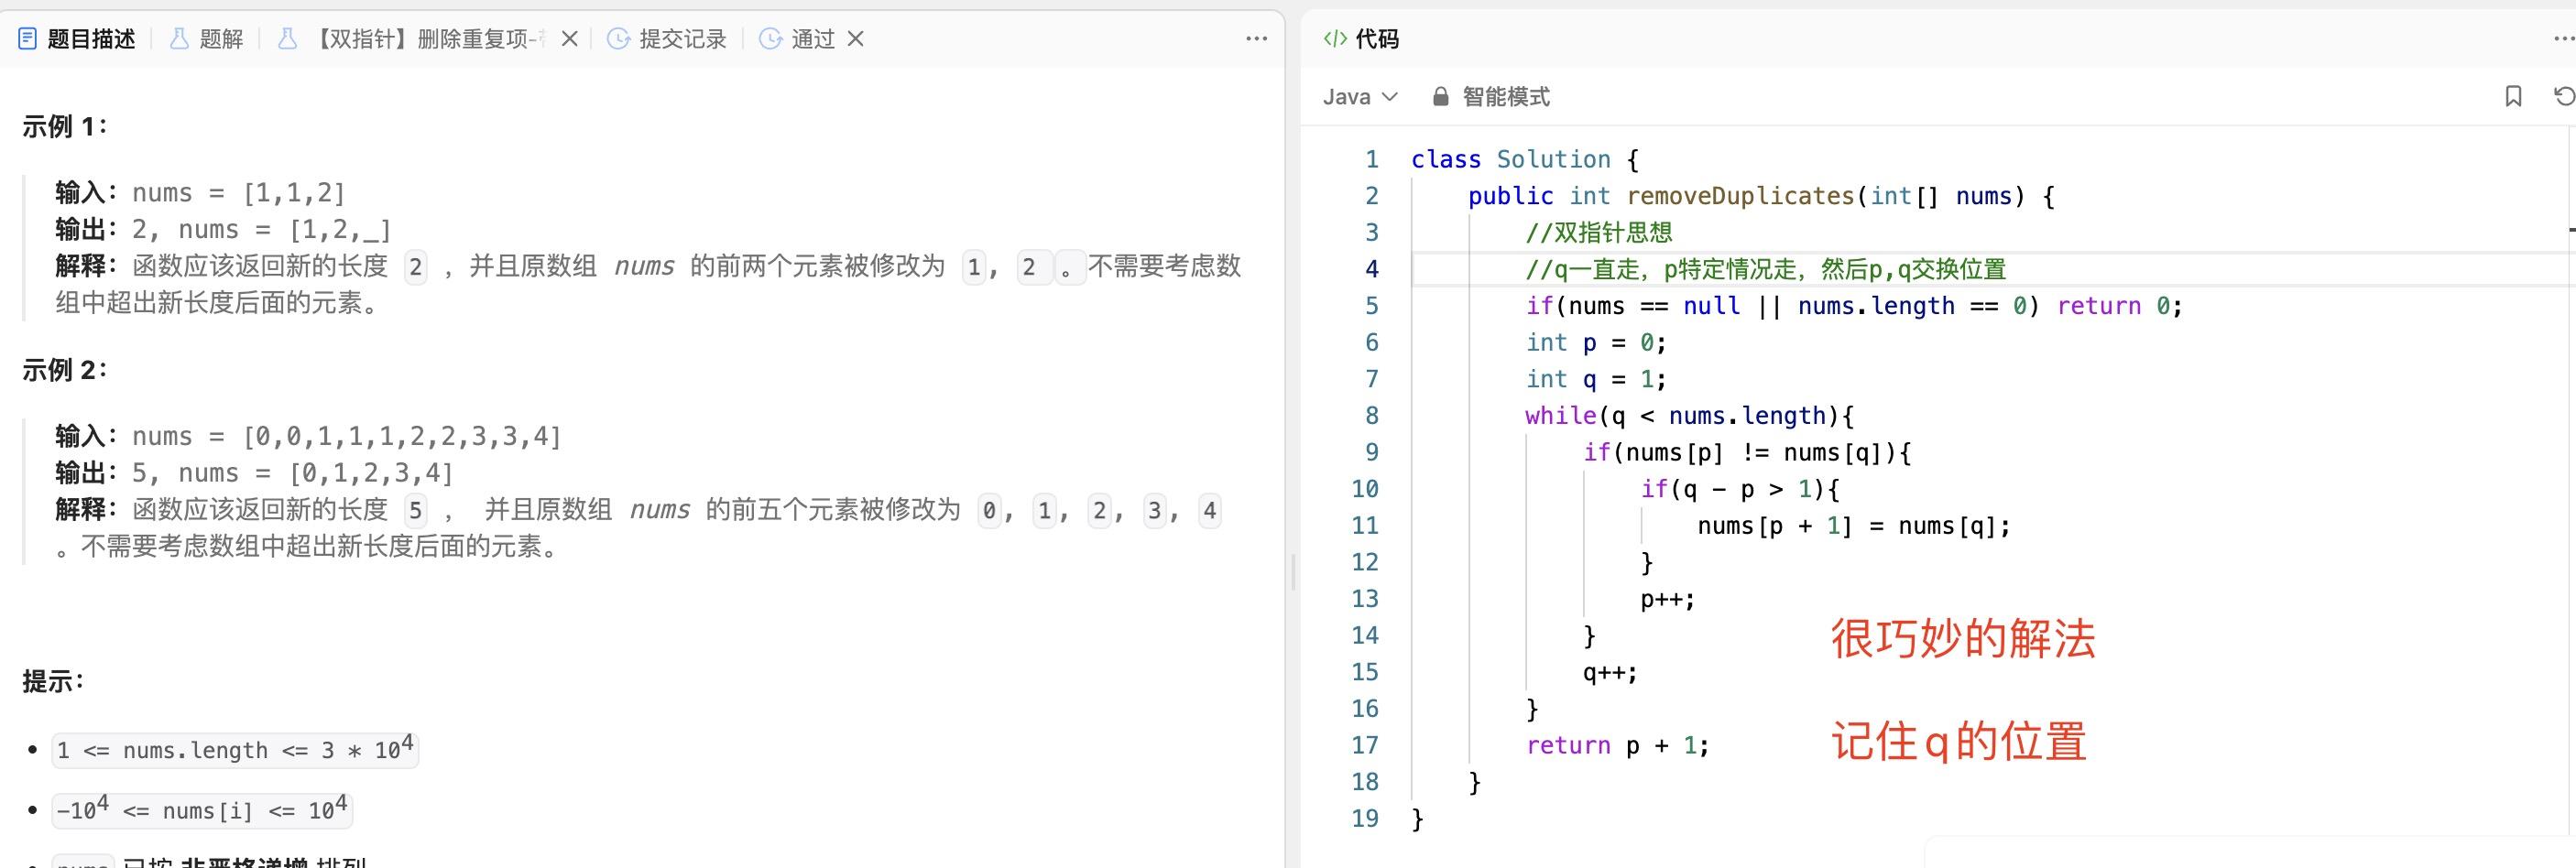 题目描述
题解
【双指针】删除重复项-
提交记录
通过
示例 1：
输入：nums = [1,1,2]
输出：2, nums = [1,2,_]
解释：函数应该返回新的长度 2 ，并且原数组 nums 的前两个元素被修改为 1, 2 。不需要考虑数
组中超出新长度后面的元素。
示例 2：
输入：nums = [0,0,1,1,1,2,2,3,3,4]
输出：5, nums = [0,1,2,3,4]
解释：函数应该返回新的长度 5 ， 并且原数组 nums 的前五个元素被修改为 0, 1, 2, 3, 4
。不需要考虑数组中超出新长度后面的元素。
提示：
• 1 <= nums.length <= 3 * 10^4
• -10^4 <= nums[i] <= 10^4
• nums 已按 非严格递增 排列
</> 代码
Java
智能模式
1 class Solution {
2     public int removeDuplicates(int[] nums) {
3         //双指针思想
4         //q一直走，p特定情况走，然后p,q交换位置
5         if(nums == null || nums.length == 0) return 0;
6         int p = 0;
7         int q = 1;
8         while(q < nums.length){
9             if(nums[p] != nums[q]){
10                 if(q - p > 1){
11                     nums[p + 1] = nums[q];
12                 }
13                 p++;
14             }
15             q++;
16         }
17         return p + 1;
18     }
19 }
很巧妙的解法
记住q的位置